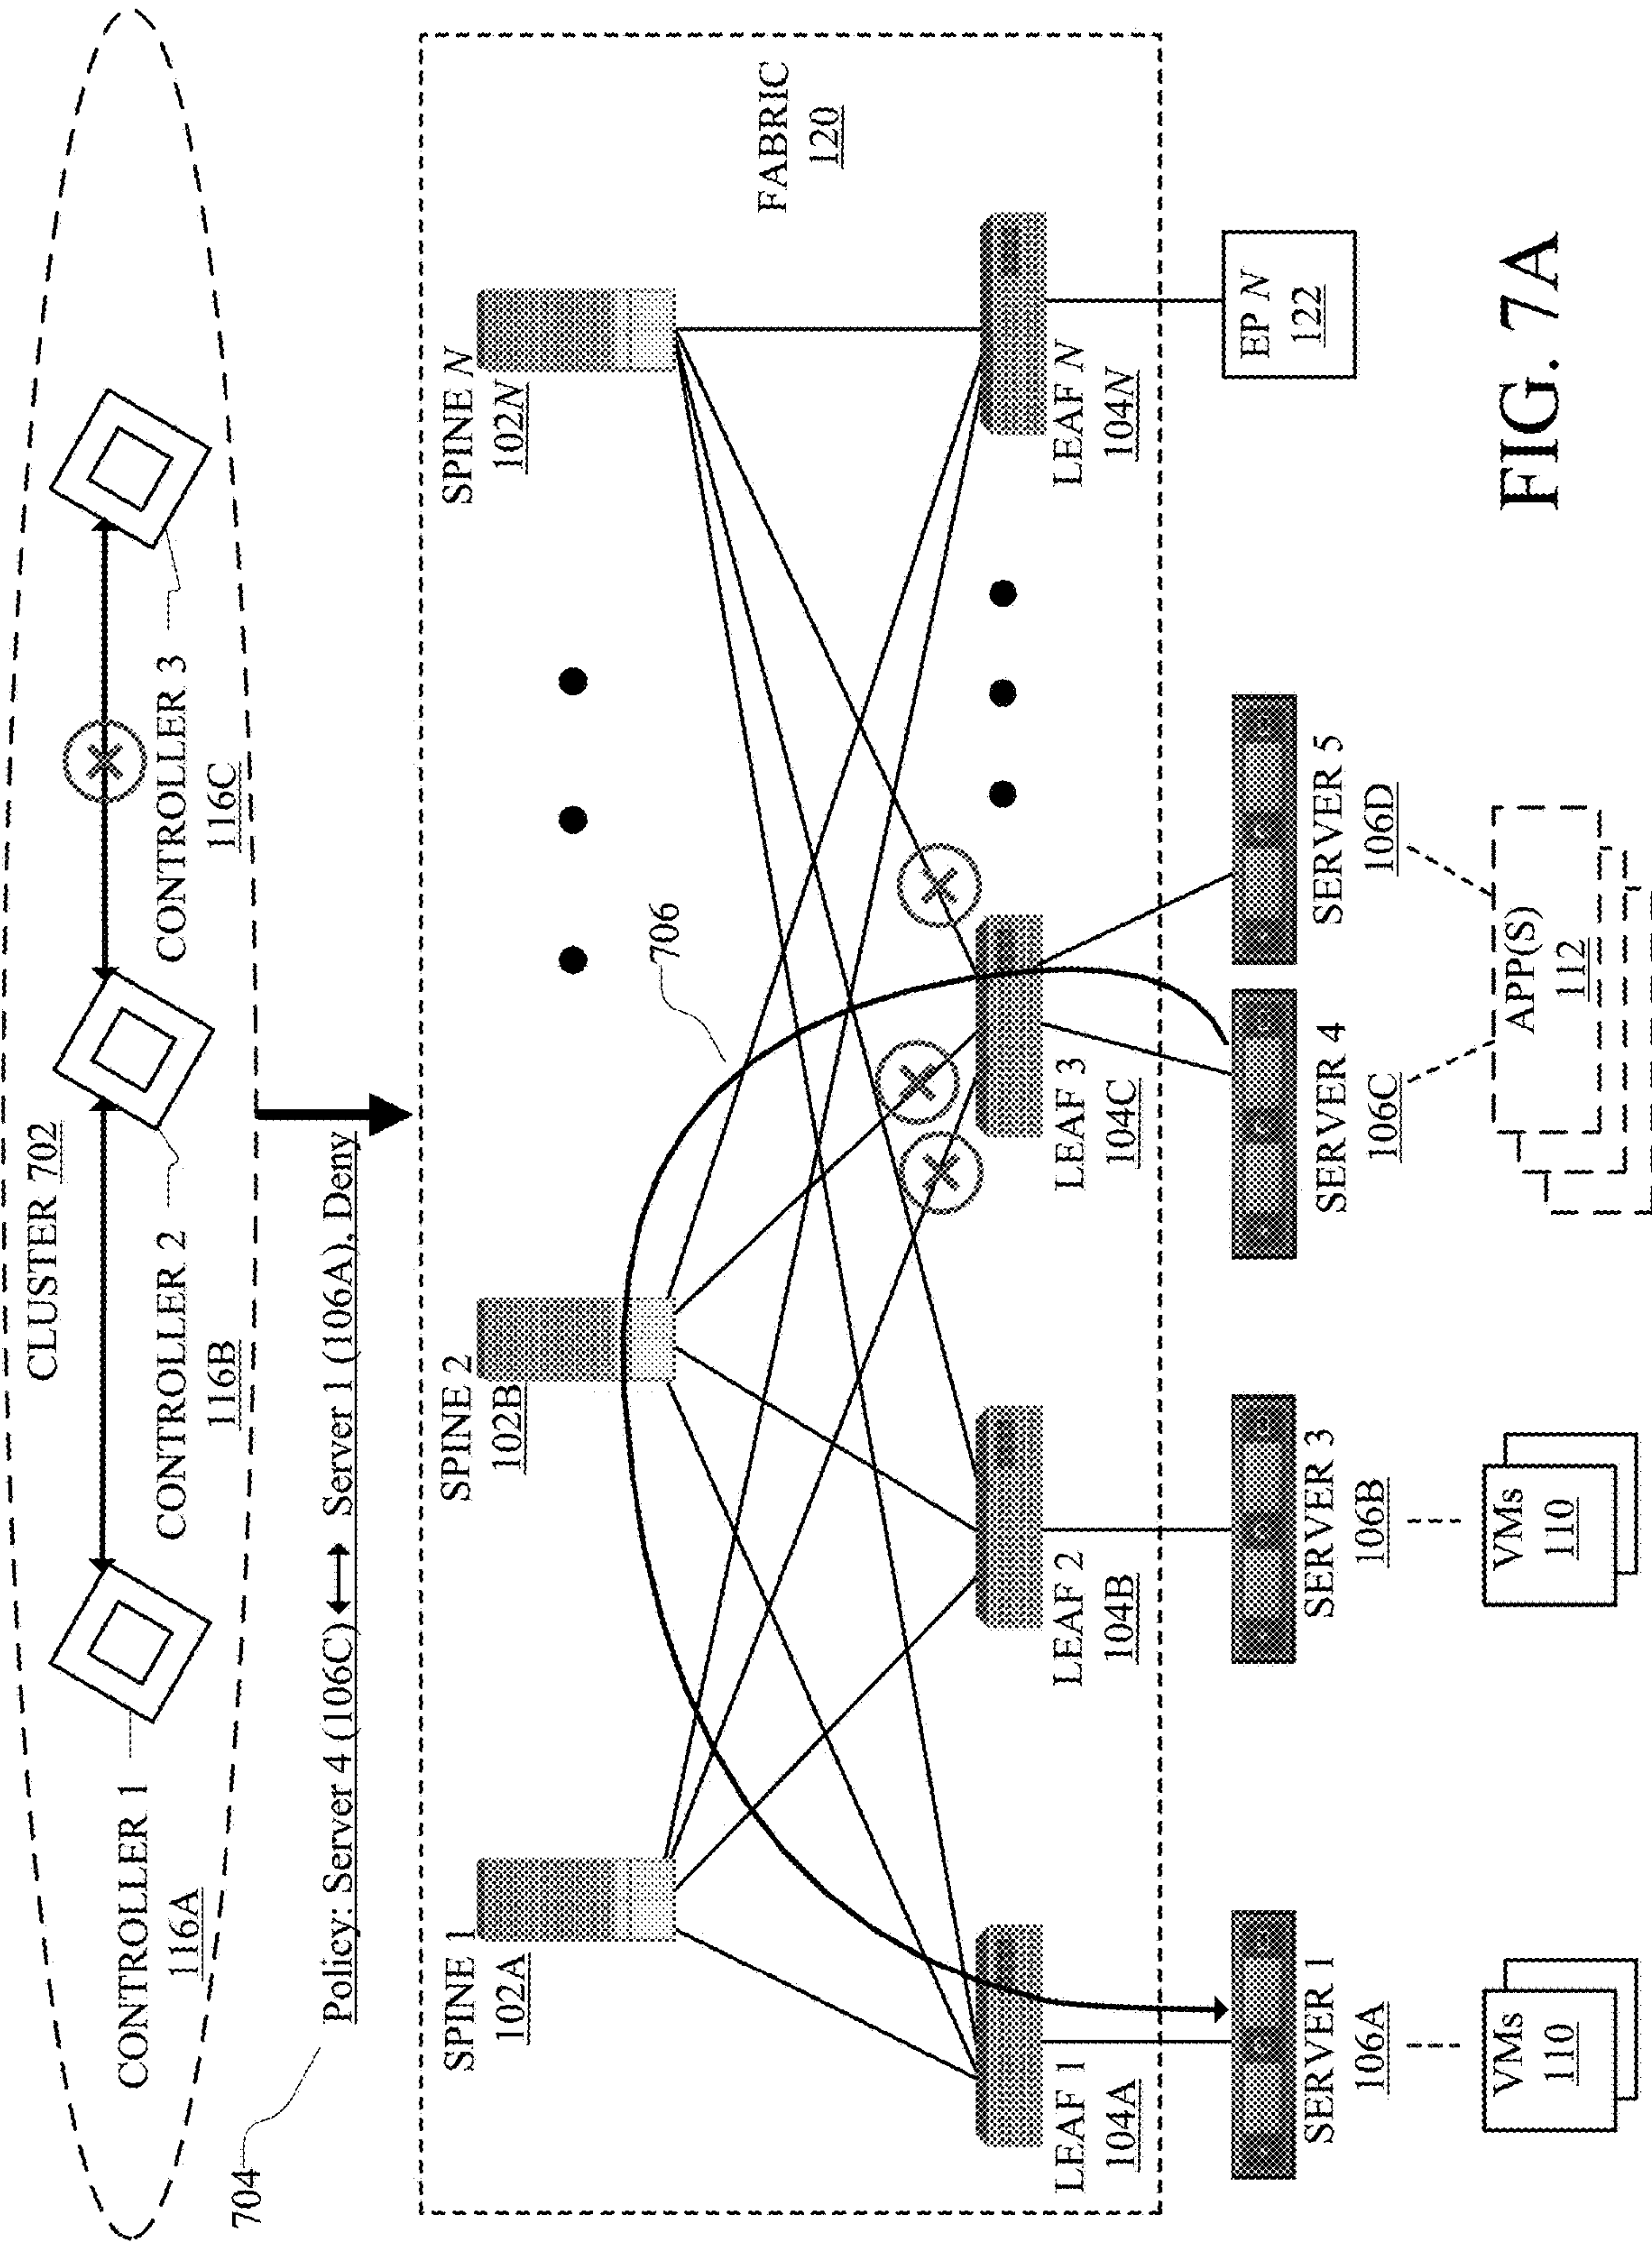 CLUSTER 702
CONTROLLER 1
116A
CONTROLLER 2
116B
CONTROLLER 3
116C
704
Policy: Server 4 (106C) ⟷ Server 1 (106A), Deny
SPINE 1
102A
SPINE 2
102B
SPINE N
102N
706
FABRIC
120
LEAF 1
104A
LEAF 2
104B
LEAF 3
104C
LEAF N
104N
SERVER 1
106A
SERVER 3
106B
SERVER 4
106C
SERVER 5
106D
EP N
122
VMs
110
VMs
110
APP(S)
112
FIG. 7A